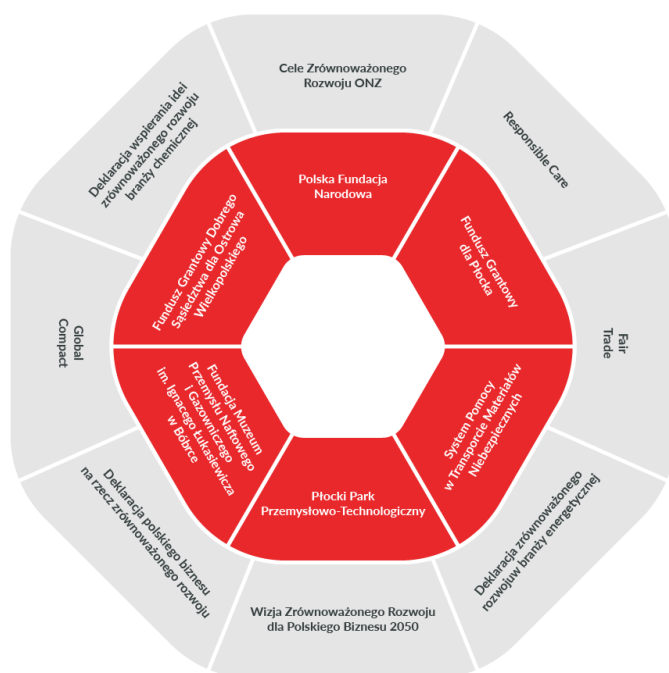 Cele Zrównoważonego
Rozwoju ONZ
Responsible Care
Fair
Trade
Deklaracja zrównoważonego
rozwojuw branży energetycznej
Wizja Zrównoważonego Rozwoju
dla Polskiego Biznesu 2050
Deklaracja polskiego biznesu
na rzecz zrównoważonego rozwoju
Global
Compact
Deklaracja wspierania idei
zrównoważonego rozwoju
branży chemicznej
Polska Fundacja
Narodowa
Fundusz Grantowy
dla Płocka
System Pomocy
w Transporcie Materiałów
Niebezpiecznych
Płocki Park
Przemysłowo-Technologiczny
Fundacja Muzeum
Przemysłu Naftowego
i Gazowniczego
im. Ignacego Łukasiewicza
w Bóbrce
Fundusz Grantowy Dobrego
Sąsiedztwa dla Ostrowa
Wielkopolskiego